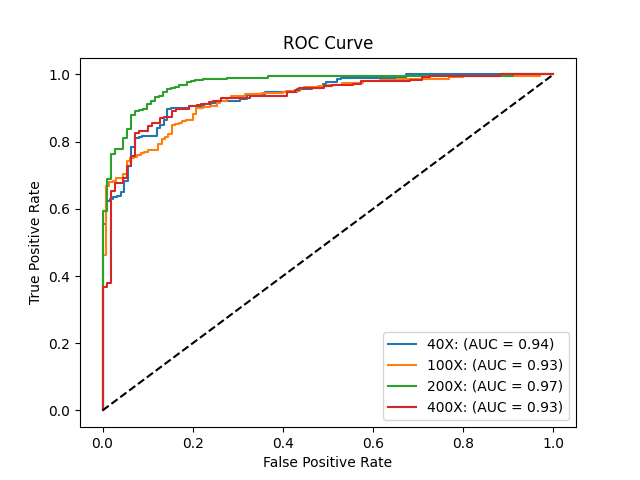 ROC Curve
True Positive Rate
1.0
0.8
0.6
0.4
0.2
0.0
0.0 0.2 0.4 0.6 0.8 1.0
False Positive Rate
40X: (AUC = 0.94)
100X: (AUC = 0.93)
200X: (AUC = 0.97)
400X: (AUC = 0.93)